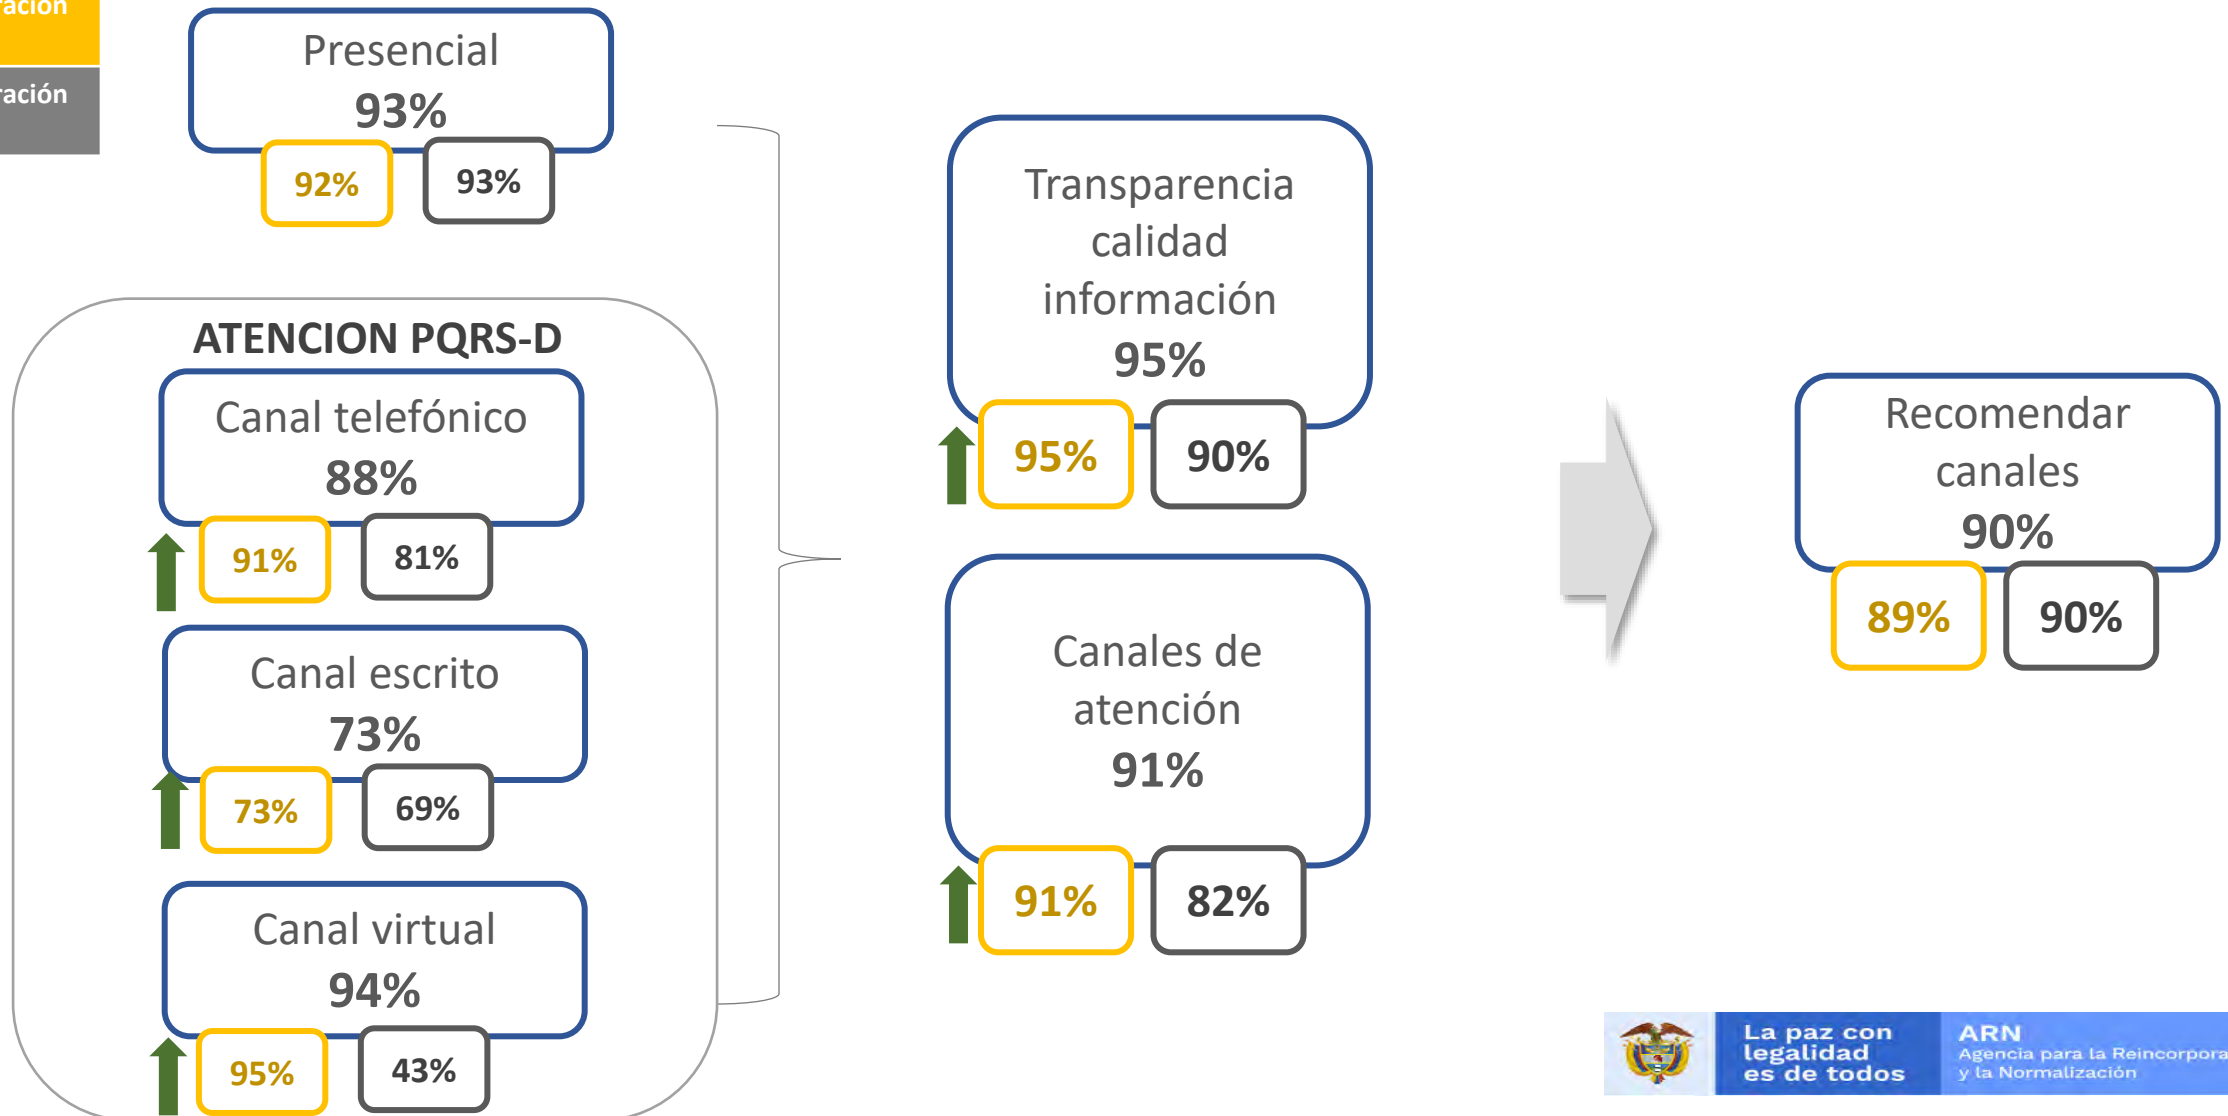 Presencial
93%
92%
93%
ATENCION PQRS-D
Canal telefónico
88%
91%
81%
Canal escrito
73%
73%
69%
Canal virtual
94%
95%
43%
Transparencia
calidad
información
95%
95%
90%
Canales de
atención
91%
91%
82%
Recomendar
canales
90%
89%
90%
La paz con
legalidad
es de todos
ARN
Agencia para la Reincorpora
y la Normalización